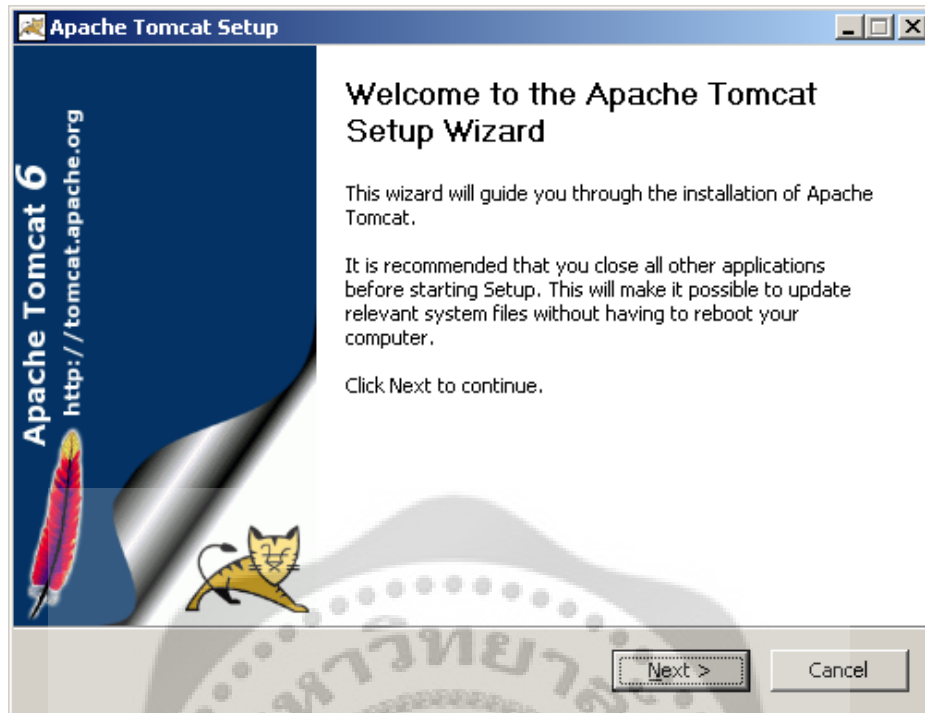 Apache Tomcat Setup
Apache Tomcat 6
http://tomcat.apache.org
Welcome to the Apache Tomcat
Setup Wizard
This wizard will guide you through the installation of Apache
Tomcat.
It is recommended that you close all other applications
before starting Setup. This will make it possible to update
relevant system files without having to reboot your
computer.
Click Next to continue.
Next >
Cancel